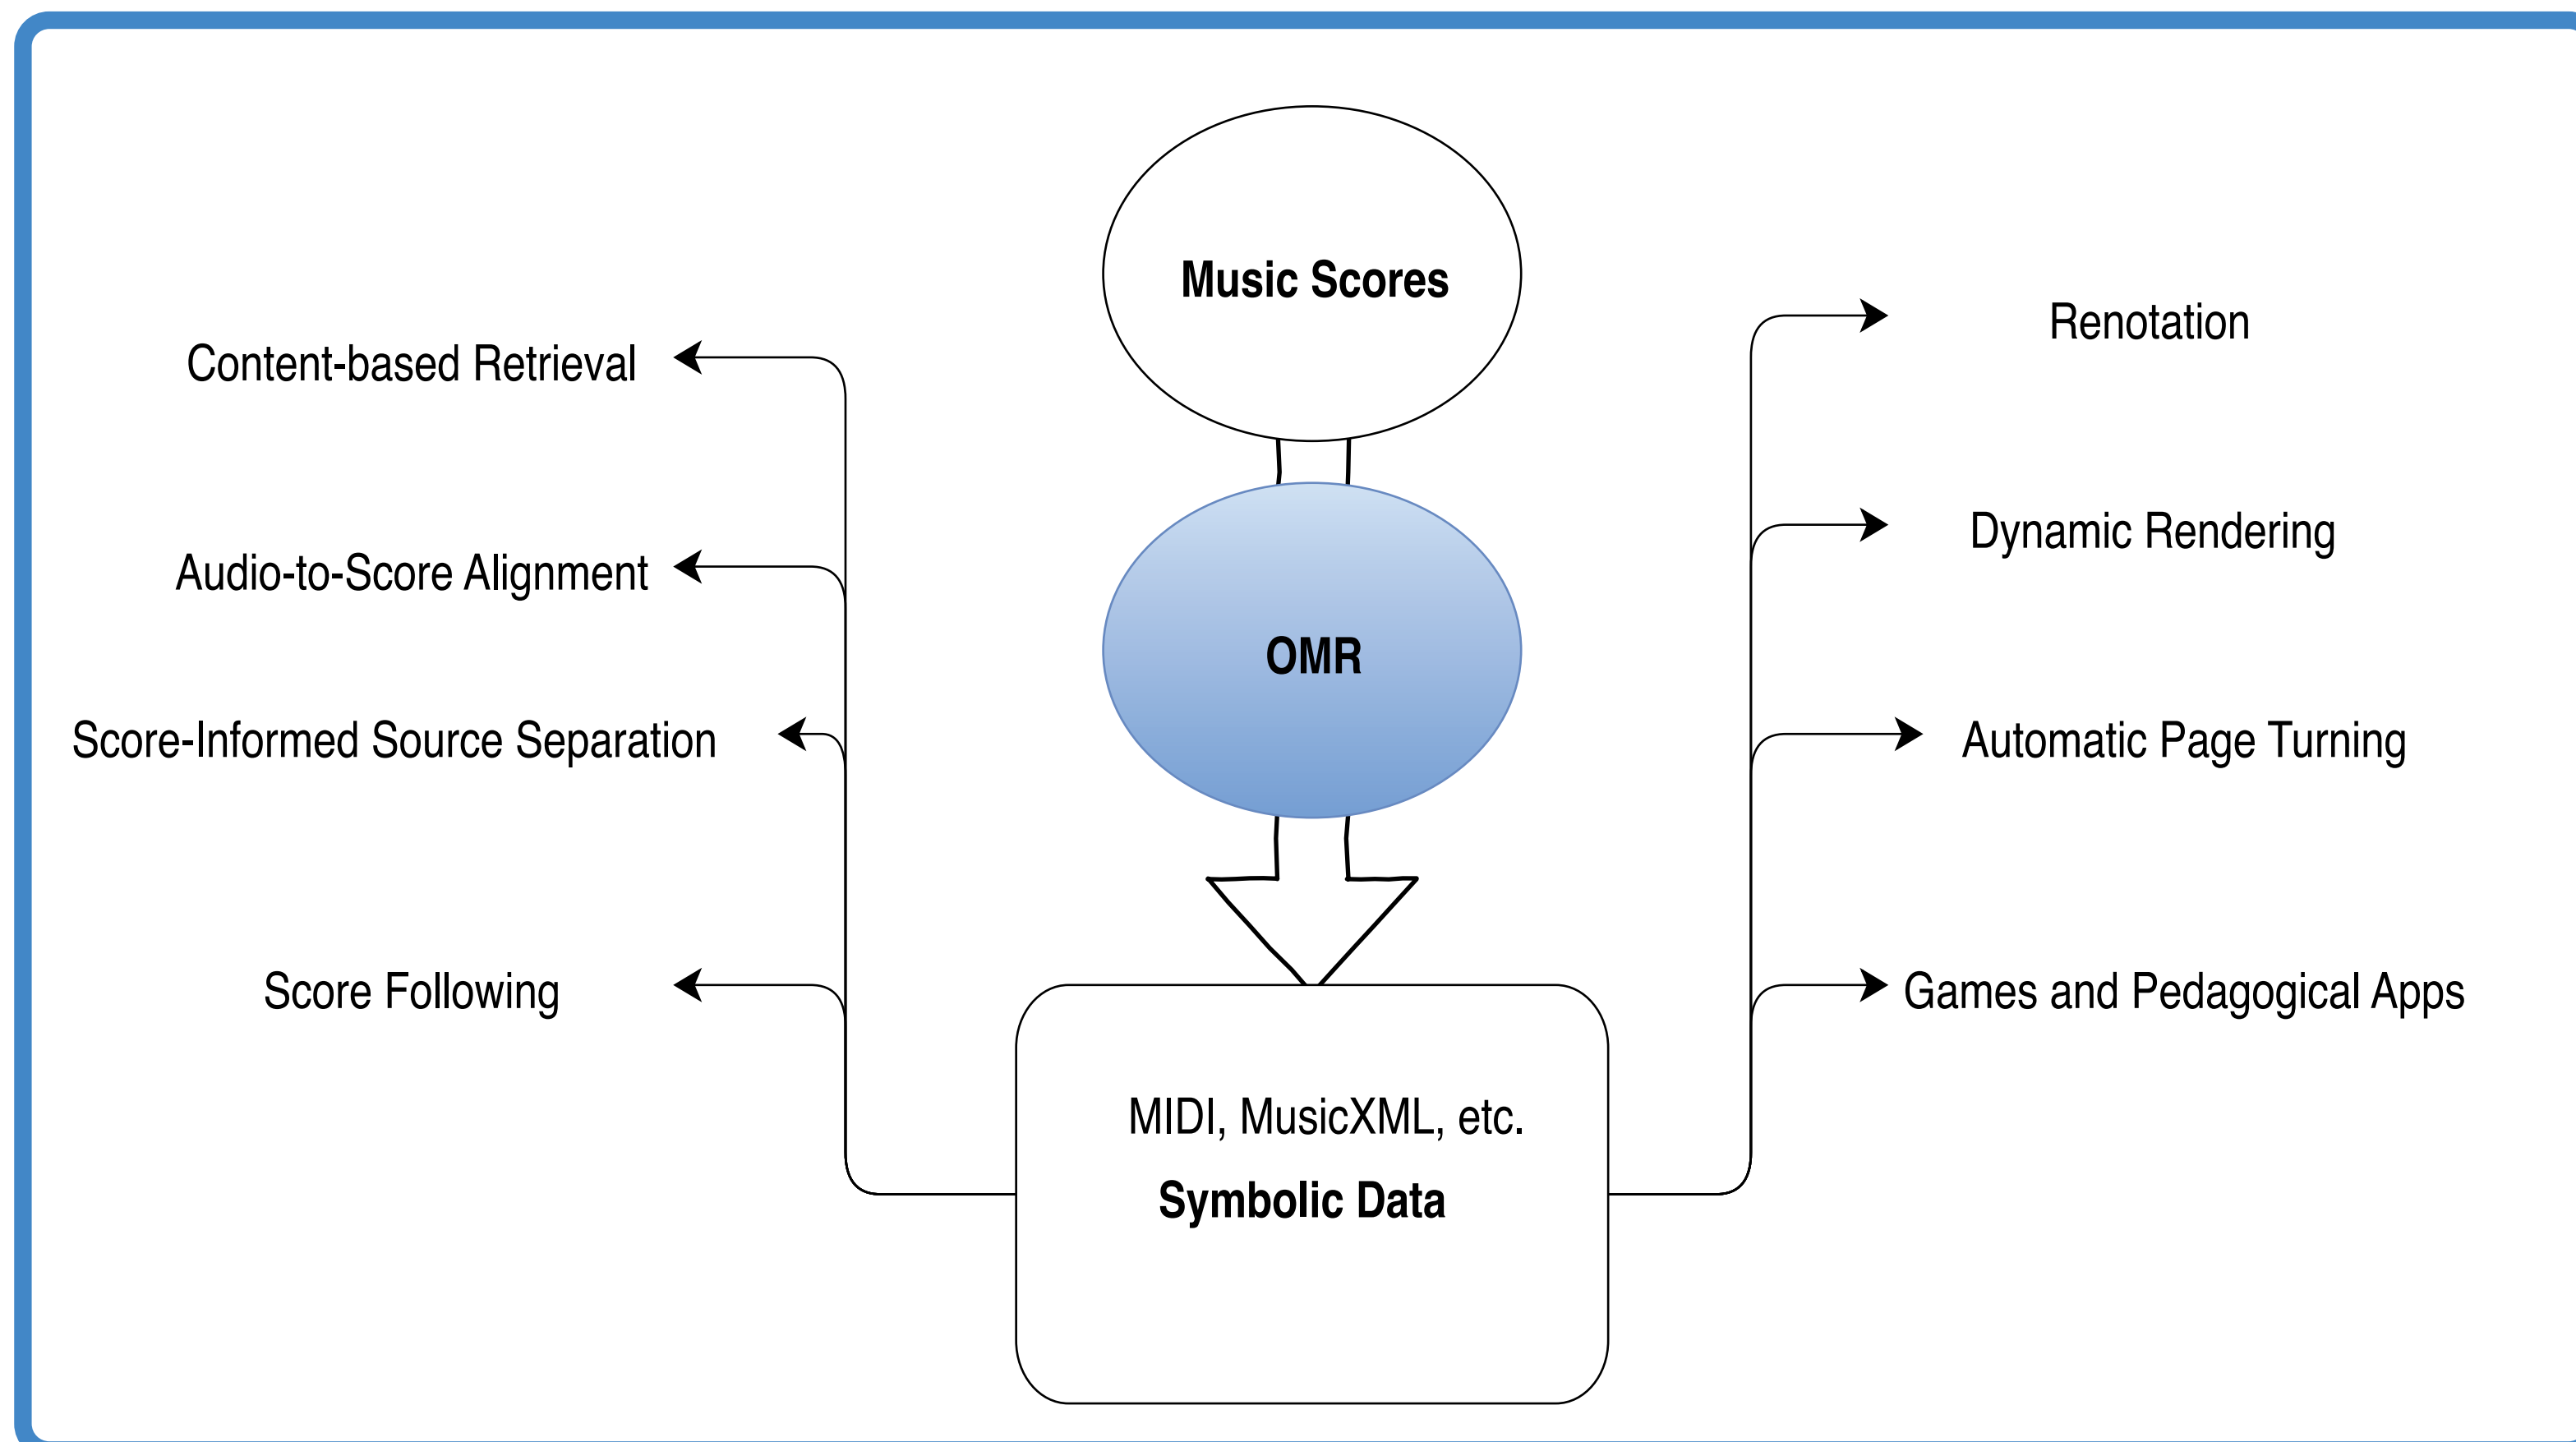 Music Scores
OMR
MIDI, MusicXML, etc.
Symbolic Data
Content-based Retrieval
Audio-to-Score Alignment
Score-Informed Source Separation
Score Following
Renotation
Dynamic Rendering
Automatic Page Turning
Games and Pedagogical Apps